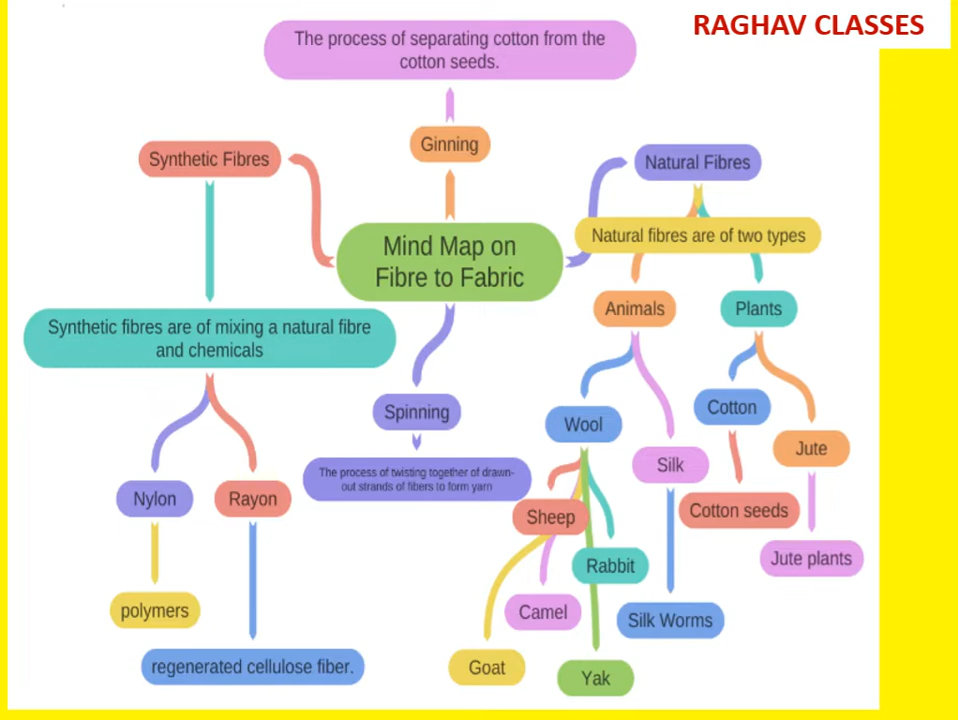 RAGHAV CLASSES
The process of separating cotton from the
cotton seeds.
Ginning
Synthetic Fibres
Natural Fibres
Mind Map on
Fibre to Fabric
Natural fibres are of two types
Animals
Plants
Synthetic fibres are of mixing a natural fibre
and chemicals
Spinning
Wool
Cotton
Silk
Jute
The process of twisting together of drawn-
out strands of fibers to form yarn
Nylon
Rayon
Sheep
Cotton seeds
Rabbit
Jute plants
polymers
Camel
Silk Worms
regenerated cellulose fiber.
Goat
Yak